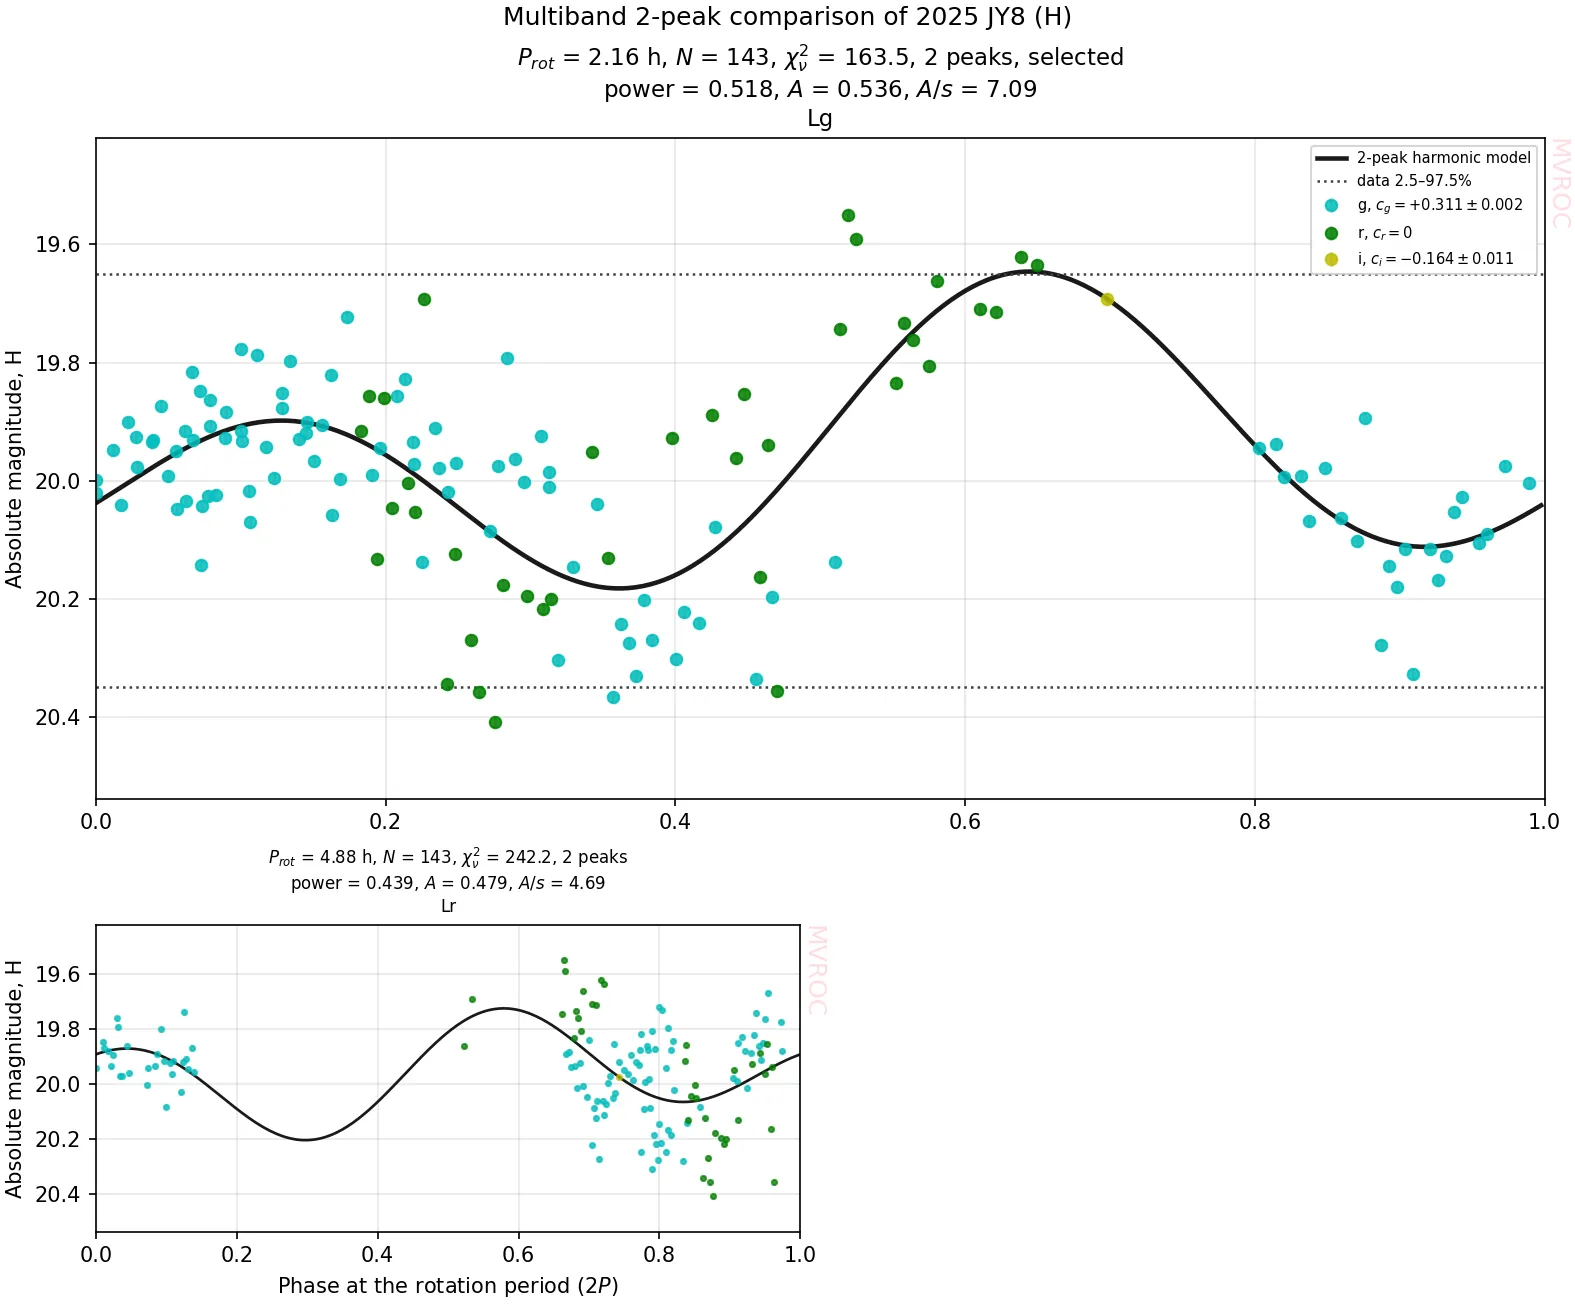 Multiband 2-peak comparison of 2025 JY8 (H)
P_rot = 2.16 h, N = 143, χ²_ν = 163.5, 2 peaks, selected
power = 0.518, A = 0.536, A/s = 7.09
Lg
MVROC
2-peak harmonic model
data 2.5–97.5%
g, c_g = +0.311 ± 0.002
r, c_r = 0
i, c_i = −0.164 ± 0.011
Absolute magnitude, H
19.6
19.8
20.0
20.2
20.4
0.0 0.2 0.4 0.6 0.8 1.0
P_rot = 4.88 h, N = 143, χ²_ν = 242.2, 2 peaks
power = 0.439, A = 0.479, A/s = 4.69
Lr
MVROC
Absolute magnitude, H
19.6
19.8
20.0
20.2
20.4
0.0 0.2 0.4 0.6 0.8 1.0
Phase at the rotation period (2P)